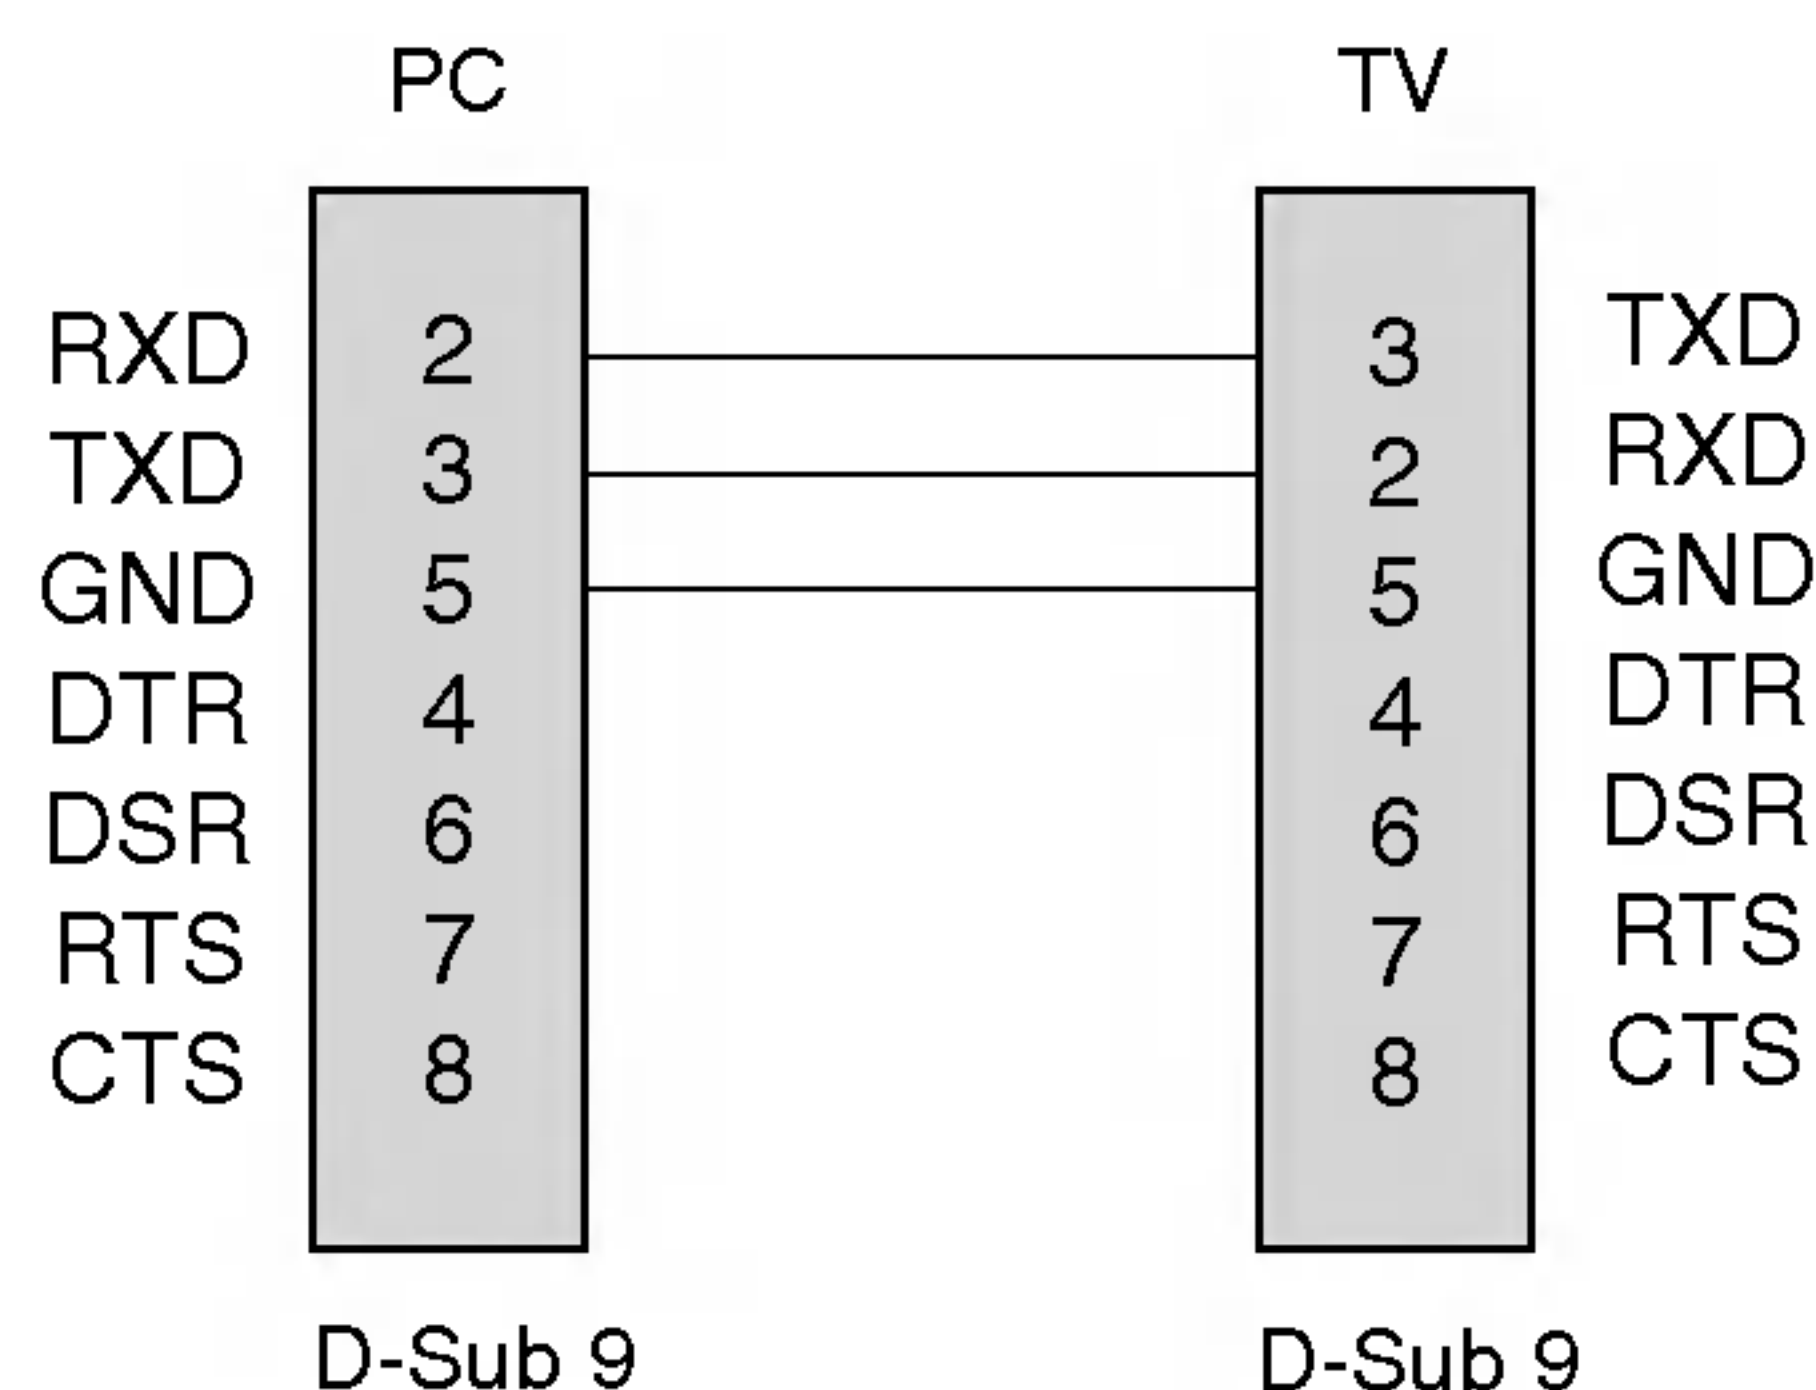 PC TV
RXD 2 3 TXD
TXD 3 2 RXD
GND 5 5 GND
DTR 4 4 DTR
DSR 6 6 DSR
RTS 7 7 RTS
CTS 8 8 CTS
D-Sub 9 D-Sub 9